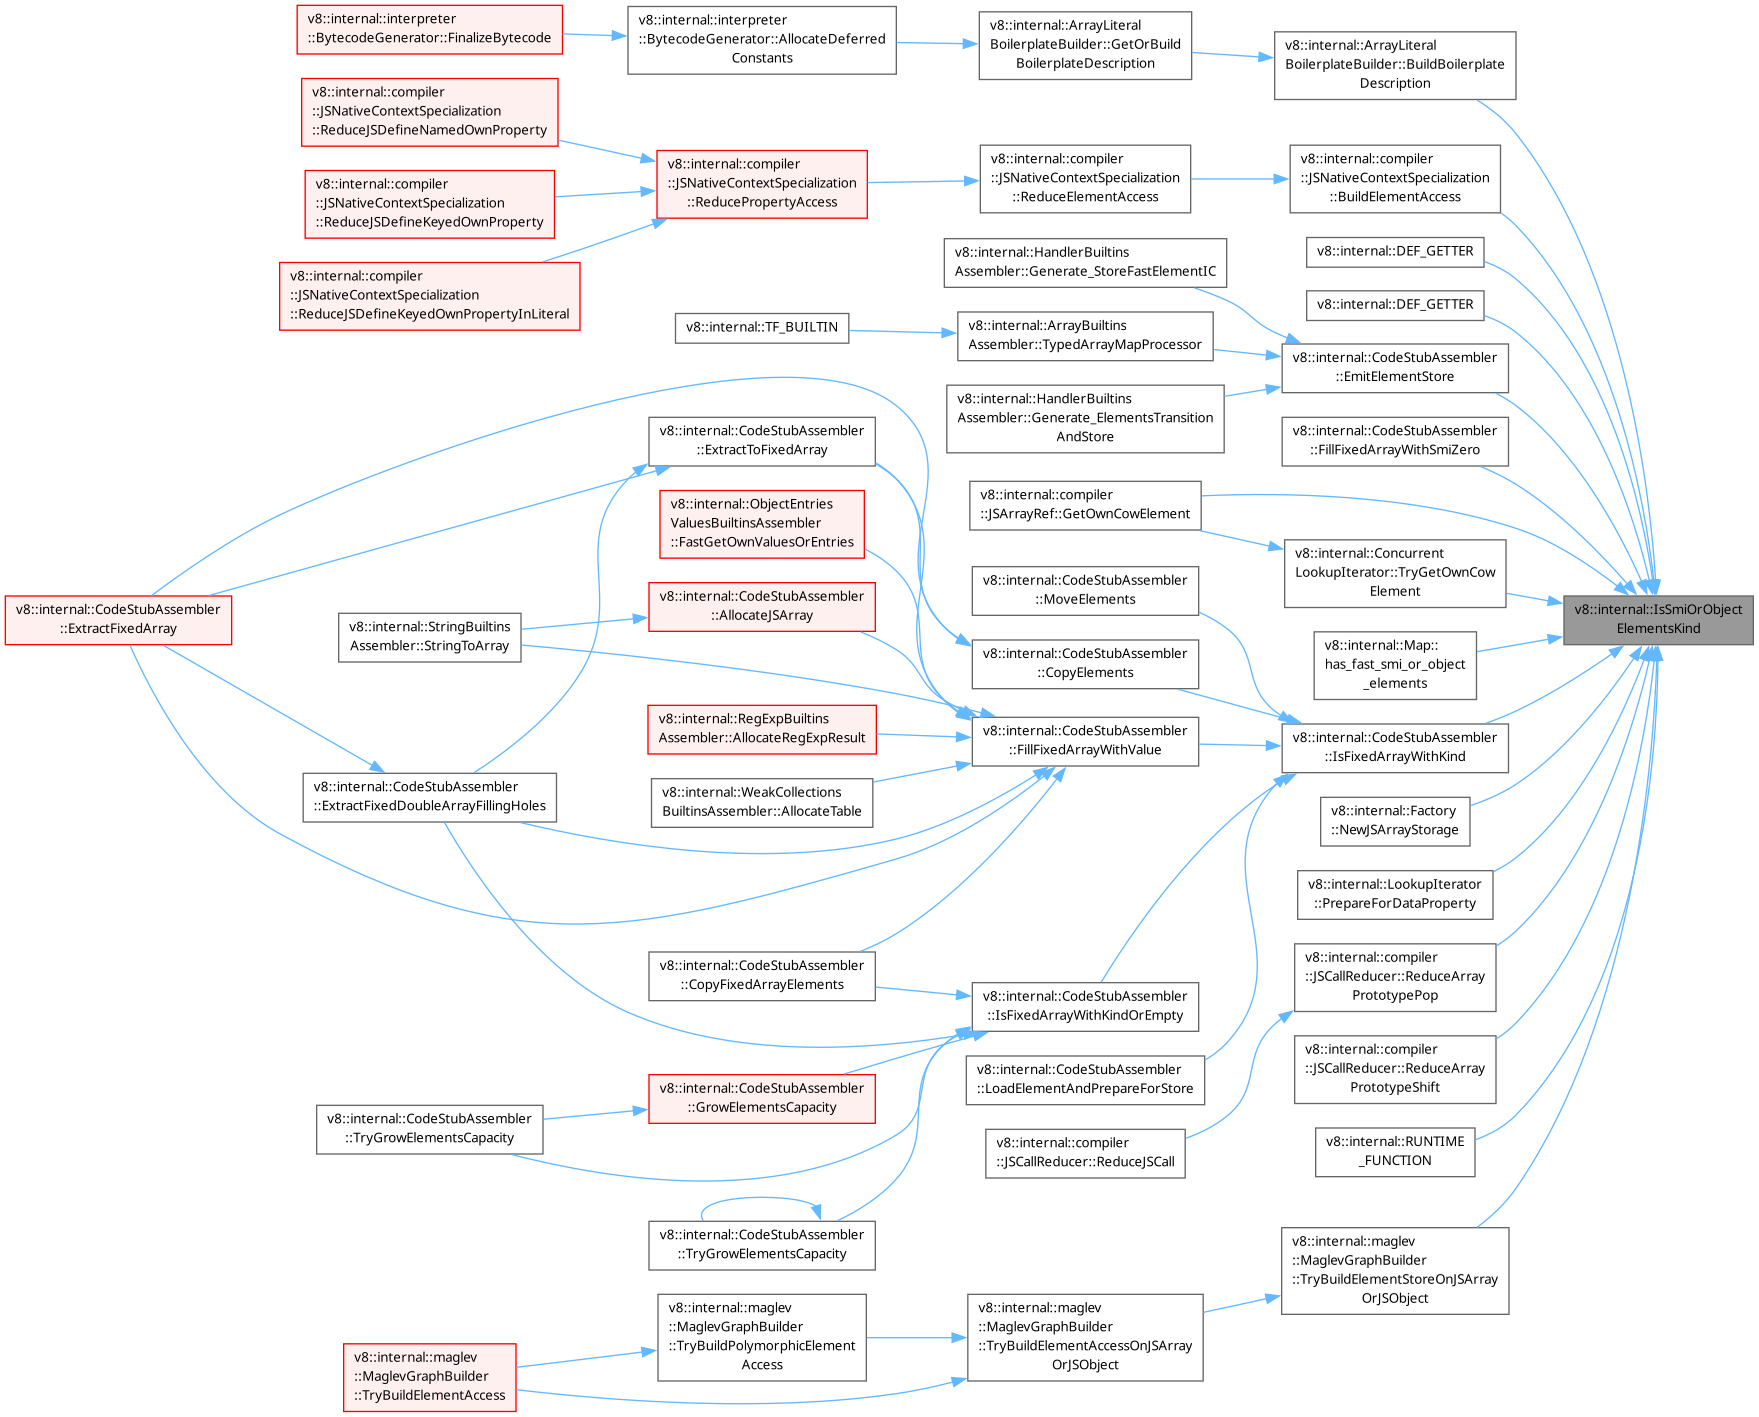 v8::internal::interpreter
::BytecodeGenerator::FinalizeBytecode
v8::internal::interpreter
::BytecodeGenerator::AllocateDeferred
Constants
v8::internal::ArrayLiteral
BoilerplateBuilder::GetOrBuild
BoilerplateDescription
v8::internal::ArrayLiteral
BoilerplateBuilder::BuildBoilerplate
Description
v8::internal::compiler
::JSNativeContextSpecialization
::ReduceJSDefineNamedOwnProperty
v8::internal::compiler
::JSNativeContextSpecialization
::ReducePropertyAccess
v8::internal::compiler
::JSNativeContextSpecialization
::ReduceElementAccess
v8::internal::compiler
::JSNativeContextSpecialization
::BuildElementAccess
v8::internal::compiler
::JSNativeContextSpecialization
::ReduceJSDefineKeyedOwnProperty
v8::internal::compiler
::JSNativeContextSpecialization
::ReduceJSDefineKeyedOwnPropertyInLiteral
v8::internal::HandlerBuiltins
Assembler::Generate_StoreFastElementIC
v8::internal::DEF_GETTER
v8::internal::DEF_GETTER
v8::internal::TF_BUILTIN
v8::internal::ArrayBuiltins
Assembler::TypedArrayMapProcessor
v8::internal::CodeStubAssembler
::EmitElementStore
v8::internal::HandlerBuiltins
Assembler::Generate_ElementsTransition
AndStore
v8::internal::CodeStubAssembler
::ExtractToFixedArray
v8::internal::CodeStubAssembler
::FillFixedArrayWithSmiZero
v8::internal::ObjectEntries
ValuesBuiltinsAssembler
::FastGetOwnValuesOrEntries
v8::internal::compiler
::JSArrayRef::GetOwnCowElement
v8::internal::Concurrent
LookupIterator::TryGetOwnCow
Element
v8::internal::CodeStubAssembler
::ExtractFixedArray
v8::internal::StringBuiltins
Assembler::StringToArray
v8::internal::CodeStubAssembler
::AllocateJSArray
v8::internal::CodeStubAssembler
::MoveElements
v8::internal::IsSmiOrObject
ElementsKind
v8::internal::CodeStubAssembler
::CopyElements
v8::internal::Map::
has_fast_smi_or_object
_elements
v8::internal::RegExpBuiltins
Assembler::AllocateRegExpResult
v8::internal::CodeStubAssembler
::FillFixedArrayWithValue
v8::internal::CodeStubAssembler
::IsFixedArrayWithKind
v8::internal::CodeStubAssembler
::ExtractFixedDoubleArrayFillingHoles
v8::internal::WeakCollections
BuiltinsAssembler::AllocateTable
v8::internal::Factory
::NewJSArrayStorage
v8::internal::LookupIterator
::PrepareForDataProperty
v8::internal::CodeStubAssembler
::CopyFixedArrayElements
v8::internal::CodeStubAssembler
::IsFixedArrayWithKindOrEmpty
v8::internal::compiler
::JSCallReducer::ReduceArray
PrototypePop
v8::internal::CodeStubAssembler
::LoadElementAndPrepareForStore
v8::internal::compiler
::JSCallReducer::ReduceArray
PrototypeShift
v8::internal::CodeStubAssembler
::TryGrowElementsCapacity
v8::internal::CodeStubAssembler
::GrowElementsCapacity
v8::internal::compiler
::JSCallReducer::ReduceJSCall
v8::internal::RUNTIME
_FUNCTION
v8::internal::CodeStubAssembler
::TryGrowElementsCapacity
v8::internal::maglev
::MaglevGraphBuilder
::TryBuildElementStoreOnJSArray
OrJSObject
v8::internal::maglev
::MaglevGraphBuilder
::TryBuildElementAccess
v8::internal::maglev
::MaglevGraphBuilder
::TryBuildPolymorphicElement
Access
v8::internal::maglev
::MaglevGraphBuilder
::TryBuildElementAccessOnJSArray
OrJSObject